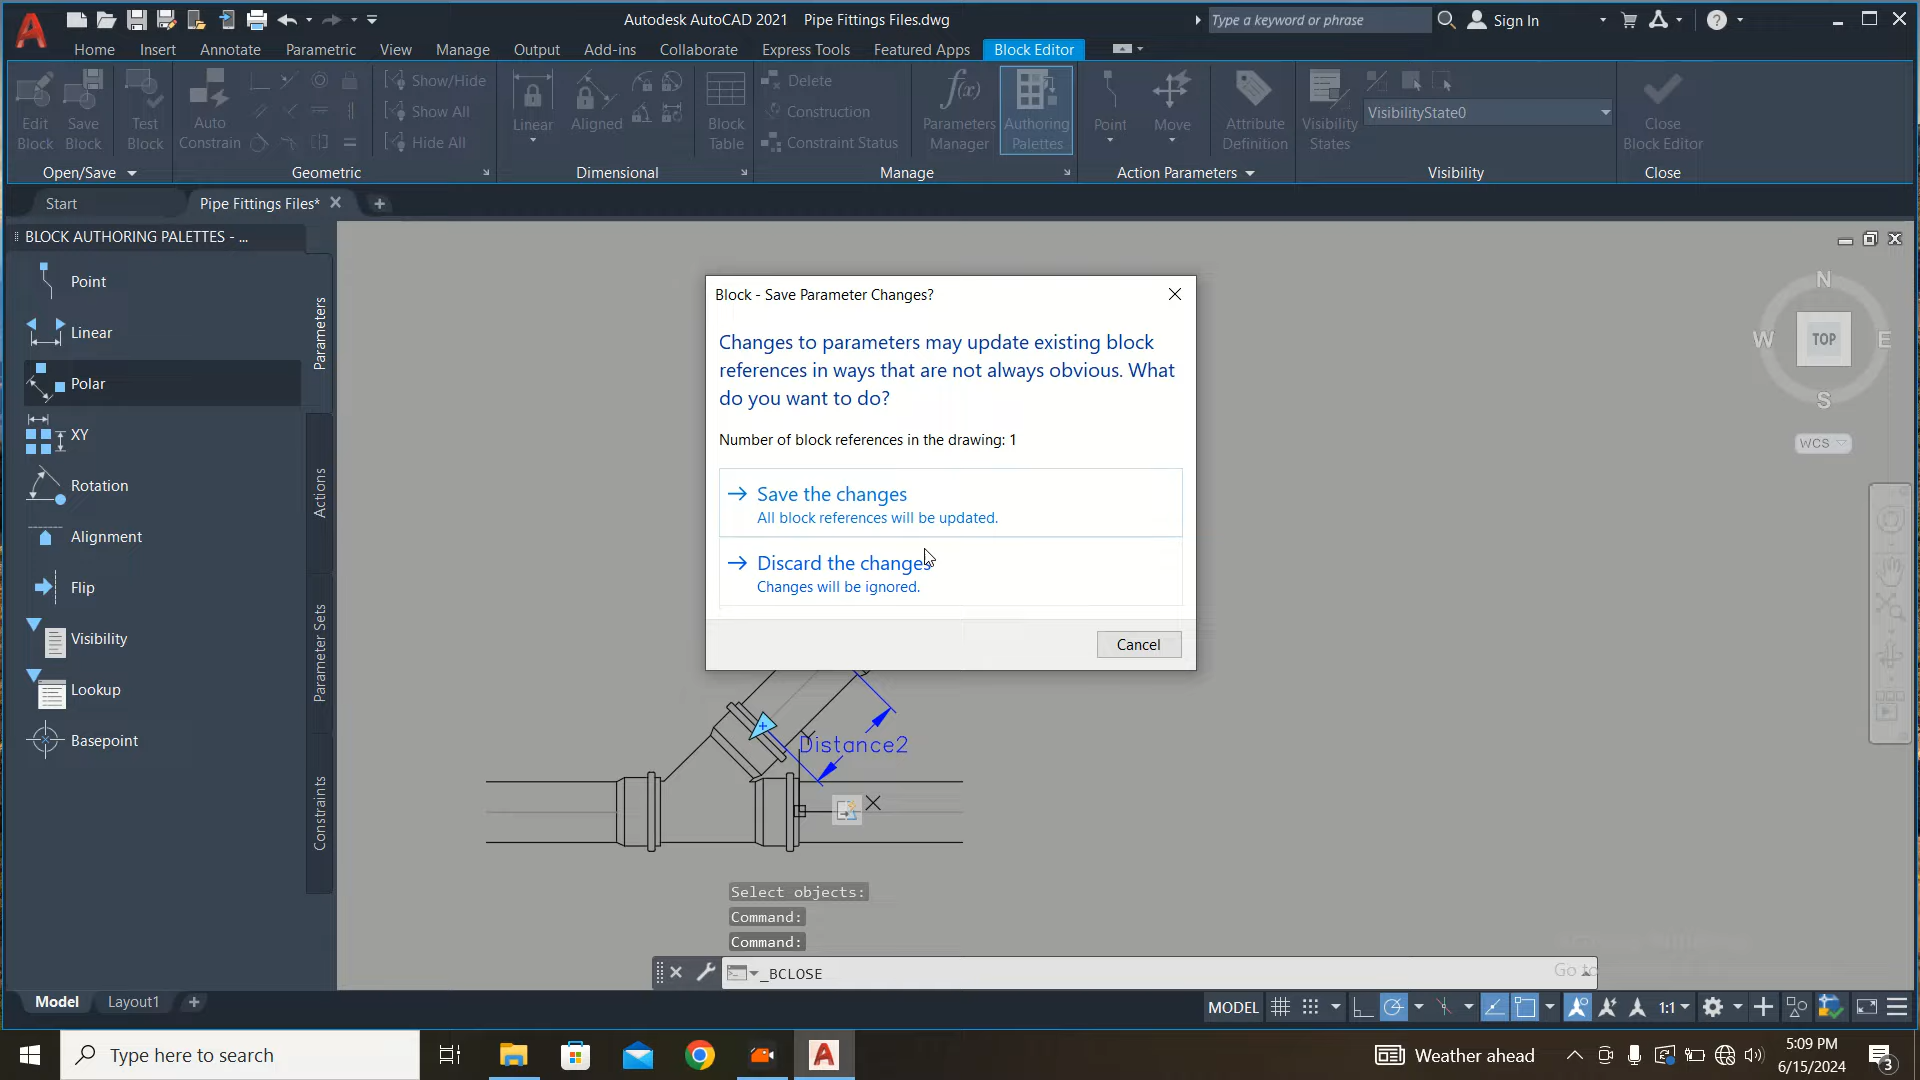 Autodesk AutoCAD 2021 Pipe Fittings Files.dwg
Type a keyword or phrase
Sign In
Home Insert Annotate Parametric View Manage Output Add-ins Collaborate Express Tools Featured Apps Block Editor
Edit Block
Save Block
Test Block
Auto Constrain
Show/Hide
Show All
Hide All
Linear
Aligned
Block Table
Delete
Construction
Constraint Status
f(x)
Parameters Manager
Authoring Palettes
Point
Move
Attribute Definition
Visibility States
VisibilityState0
Close Block Editor
Open/Save Geometric Dimensional Manage Action Parameters Visibility Close
Start
Pipe Fittings Files*
BLOCK AUTHORING PALETTES - ...
Point
Linear
Polar
XY
Rotation
Alignment
Flip
Visibility
Lookup
Basepoint
Parameters
Actions
Parameter Sets
Constraints
Block - Save Parameter Changes?
Changes to parameters may update existing block
references in ways that are not always obvious. What
do you want to do?
Number of block references in the drawing: 1
Save the changes
All block references will be updated.
Discard the changes
Changes will be ignored.
Cancel
N
W
TOP
E
S
WCS
Distance2
Y
X
Select objects:
Command:
Command:
_BCLOSE
Go to
Model
Layout1
MODEL
1:1
Type here to search
Weather ahead
5:09 PM
6/15/2024
3